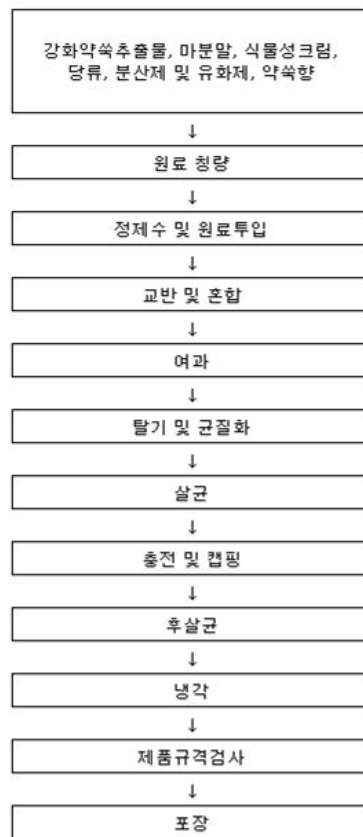 강화약쑥추출물, 마분말, 식물성크림,
당류, 분산제 및 유화제, 약쑥향
↓
원료 칭량
↓
정제수 및 원료투입
↓
교반 및 혼합
↓
여과
↓
탈기 및 균질화
↓
살균
↓
충전 및 캡핑
↓
후살균
↓
냉각
↓
제품규격검사
↓
포장